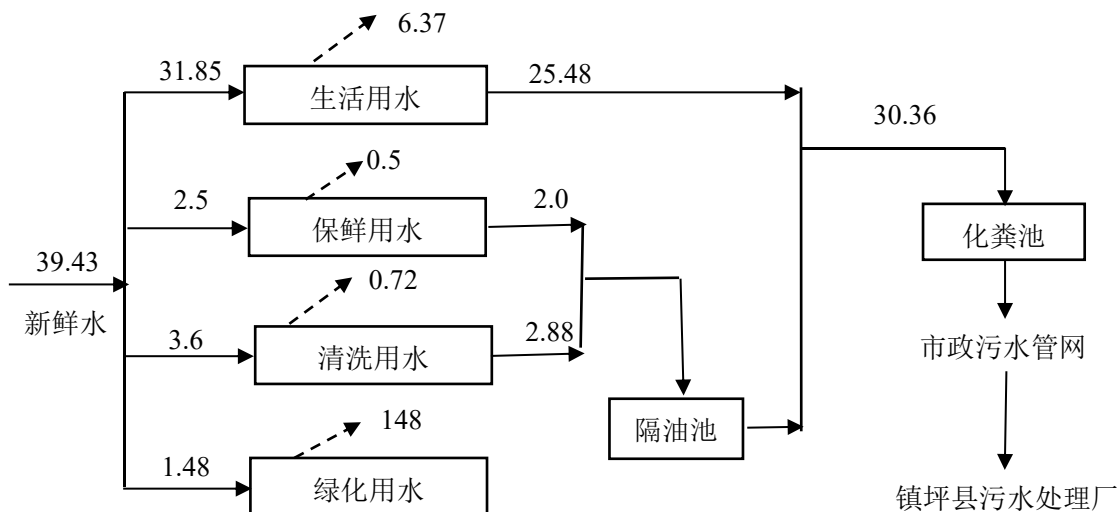 6.37
31.85
生活用水
25.48
30.36
0.5
2.5
保鲜用水
2.0
化粪池
39.43
新鲜水
0.72
3.6
清洗用水
2.88
市政污水管网
148
隔油池
1.48
绿化用水
镇坪县污水处理厂